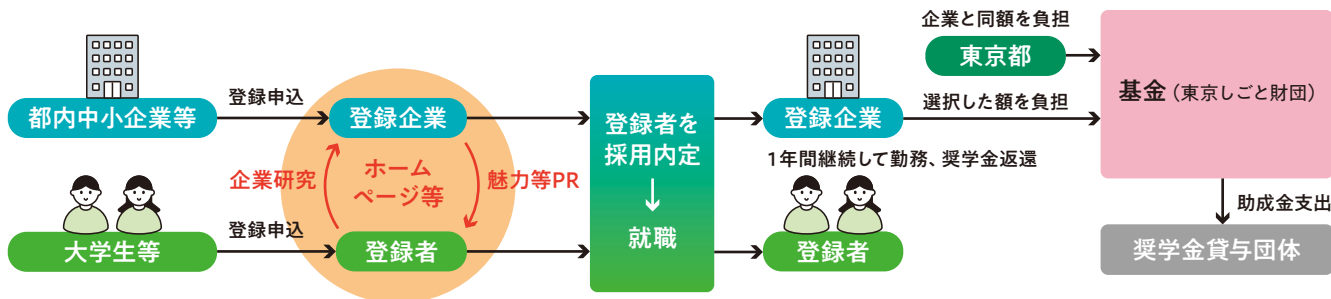 都内中小企業等
登録申込
登録企業
企業研究
ホーム
ページ等
魅力等PR
大学生等
登録申込
登録者
登録者を
採用内定
就職
登録企業
1年間継続して勤務、奨学金返還
登録者
企業と同額を負担
東京都
選択した額を負担
基金（東京しごと財団）
助成金支出
奨学金貸与団体